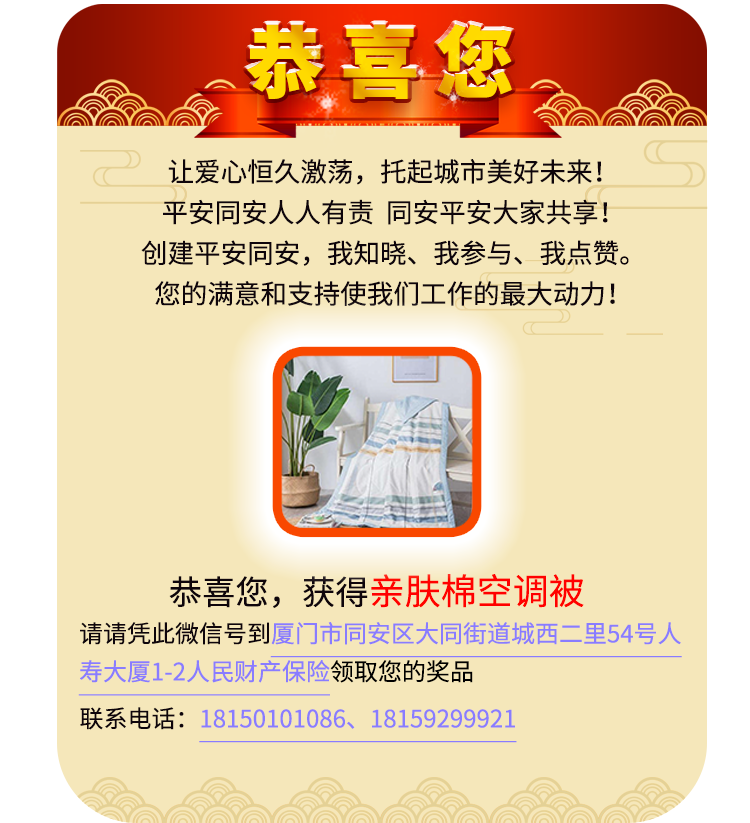 恭喜您
让爱心恒久激荡，托起城市美好未来！
平安同安人人有责 同安平安大家共享！
创建平安同安，我知晓、我参与、我点赞。
您的满意和支持使我们工作的最大动力！
恭喜您，获得亲肤棉空调被
请请凭此微信号到厦门市同安区大同街道城西二里54号人
寿大厦1-2人民财产保险领取您的奖品
联系电话：18150101086、18159299921